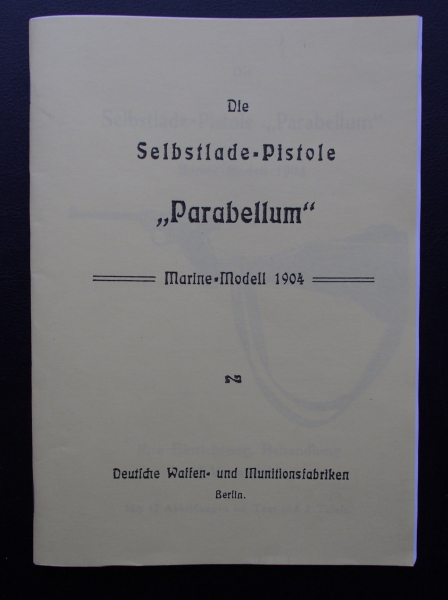 Die
Selbstlade-Pistole
„Parabellum“
Marine-Modell 1904
Deutsche Waffen- und Munitionsfabriken
Berlin.